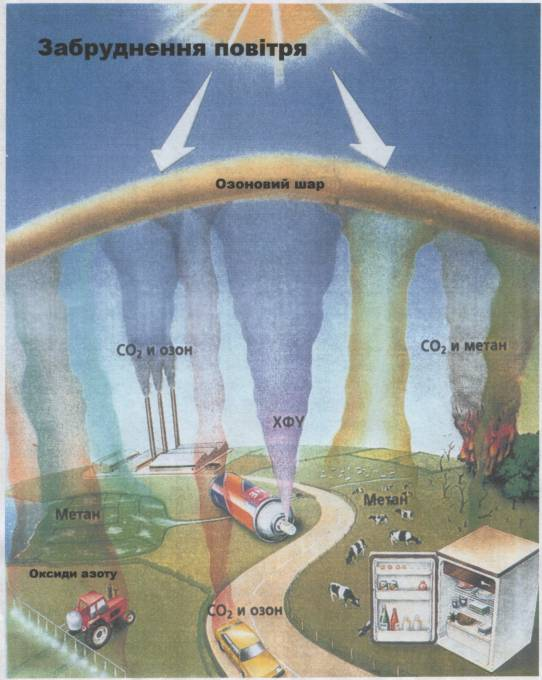 Забруднення повітря
Озоновий шар
CO₂ и озон
CO₂ и метан
ХФУ
Метан
Метан
Оксиди азоту
CO₂ и озон